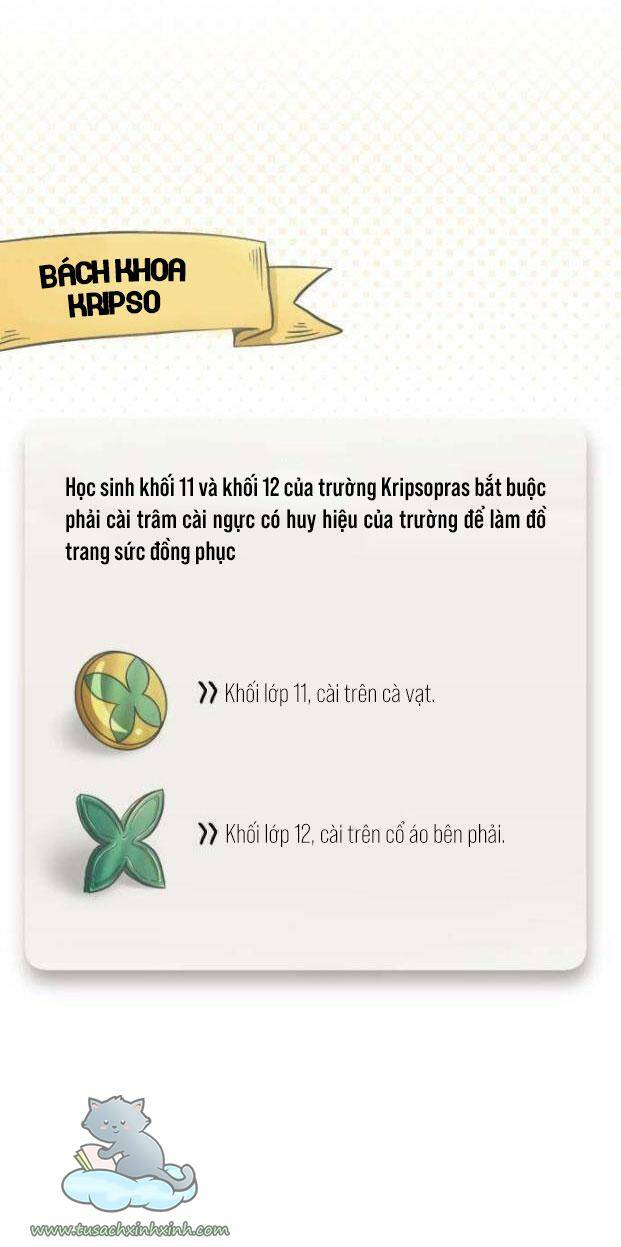 BÁCH KHOA
KRIPSO
Học sinh khối 11 và khối 12 của trường Kripsopras bắt buộc
phải cài trâm cài ngực có huy hiệu của trường để làm đồ
trang sức đồng phục
Khối lớp 11, cài trên cà vạt.
Khối lớp 12, cài trên cổ áo bên phải.
www.tusachxinhxinh.com